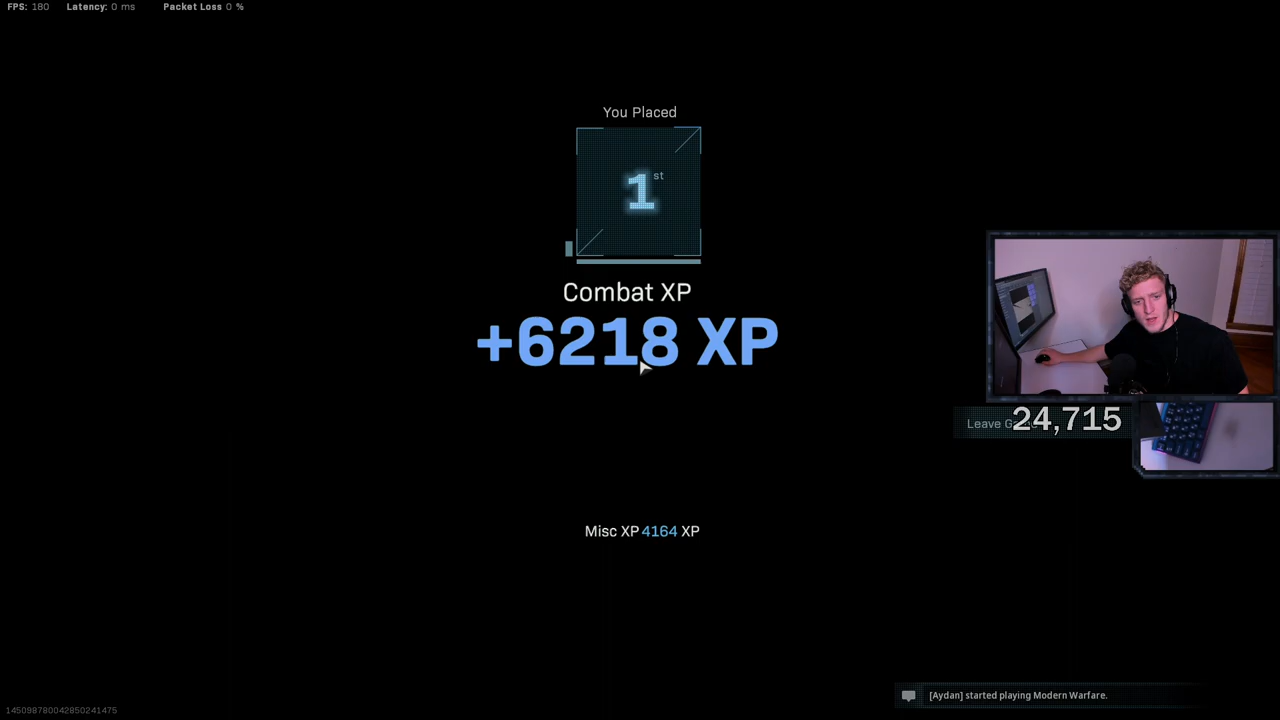 FPS: 180 Latency: 0 ms Packet Loss 0 %
You Placed
1st
Combat XP
+6218 XP
Leave G
24,715
Misc XP 4164 XP
[Aydan] started playing Modern Warfare.
145098780042850241475